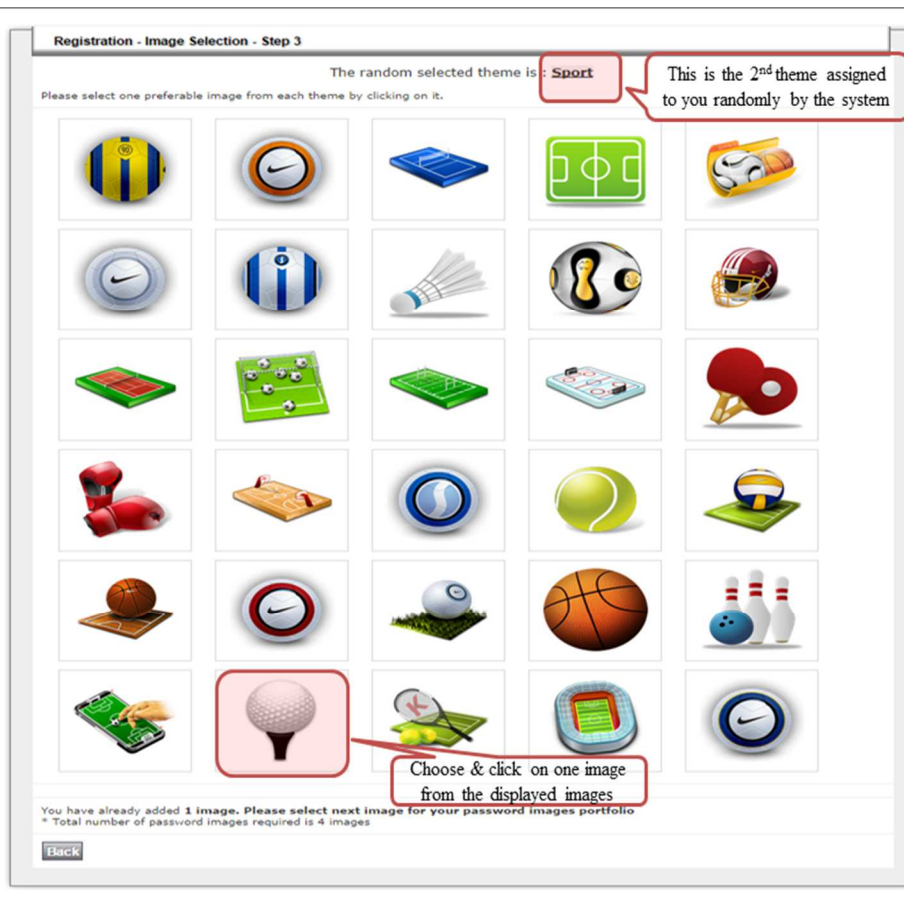 Registration - Image Selection - Step 3
The random selected theme is : Sport
This is the 2nd theme assigned
to you randomly by the system
Please select one preferable image from each theme by clicking on it.
K
Choose & click on one image
from the displayed images
You have already added 1 image. Please select next image for your password images portfolio
* Total number of password images required is 4 images
Back